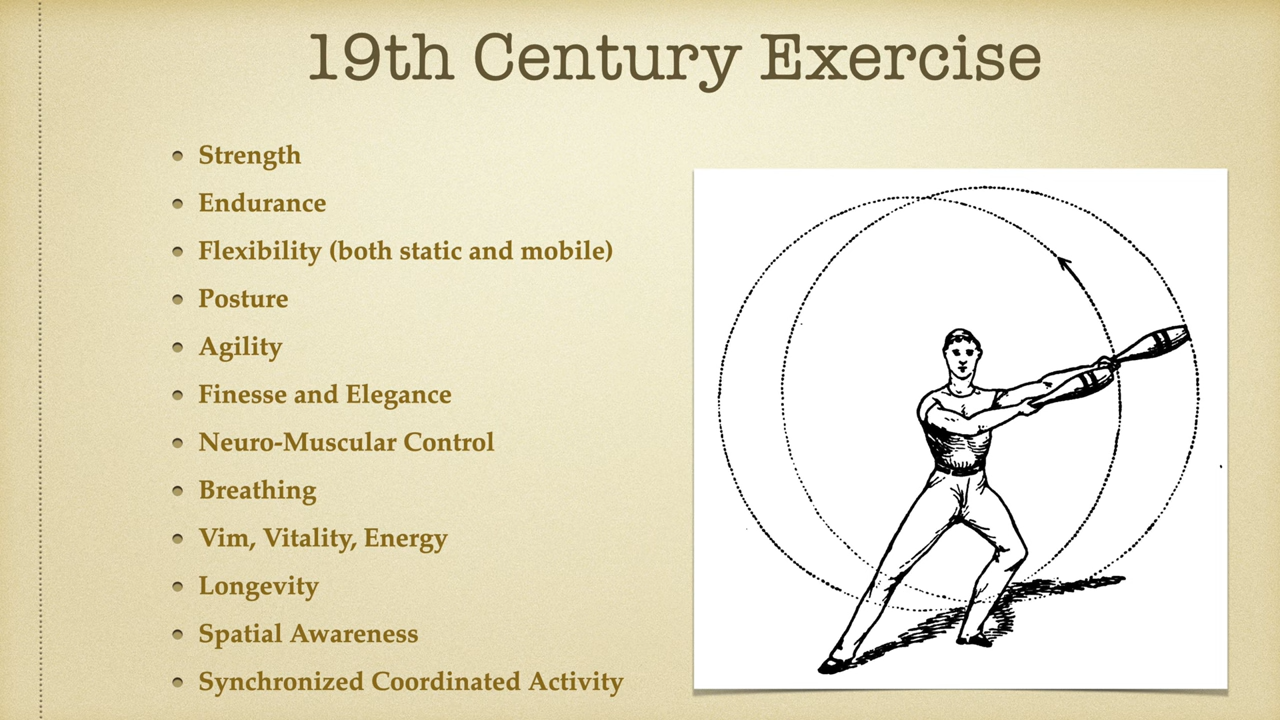 19th Century Exercise
Strength
Endurance
Flexibility (both static and mobile)
Posture
Agility
Finesse and Elegance
Neuro-Muscular Control
Breathing
Vim, Vitality, Energy
Longevity
Spatial Awareness
Synchronized Coordinated Activity